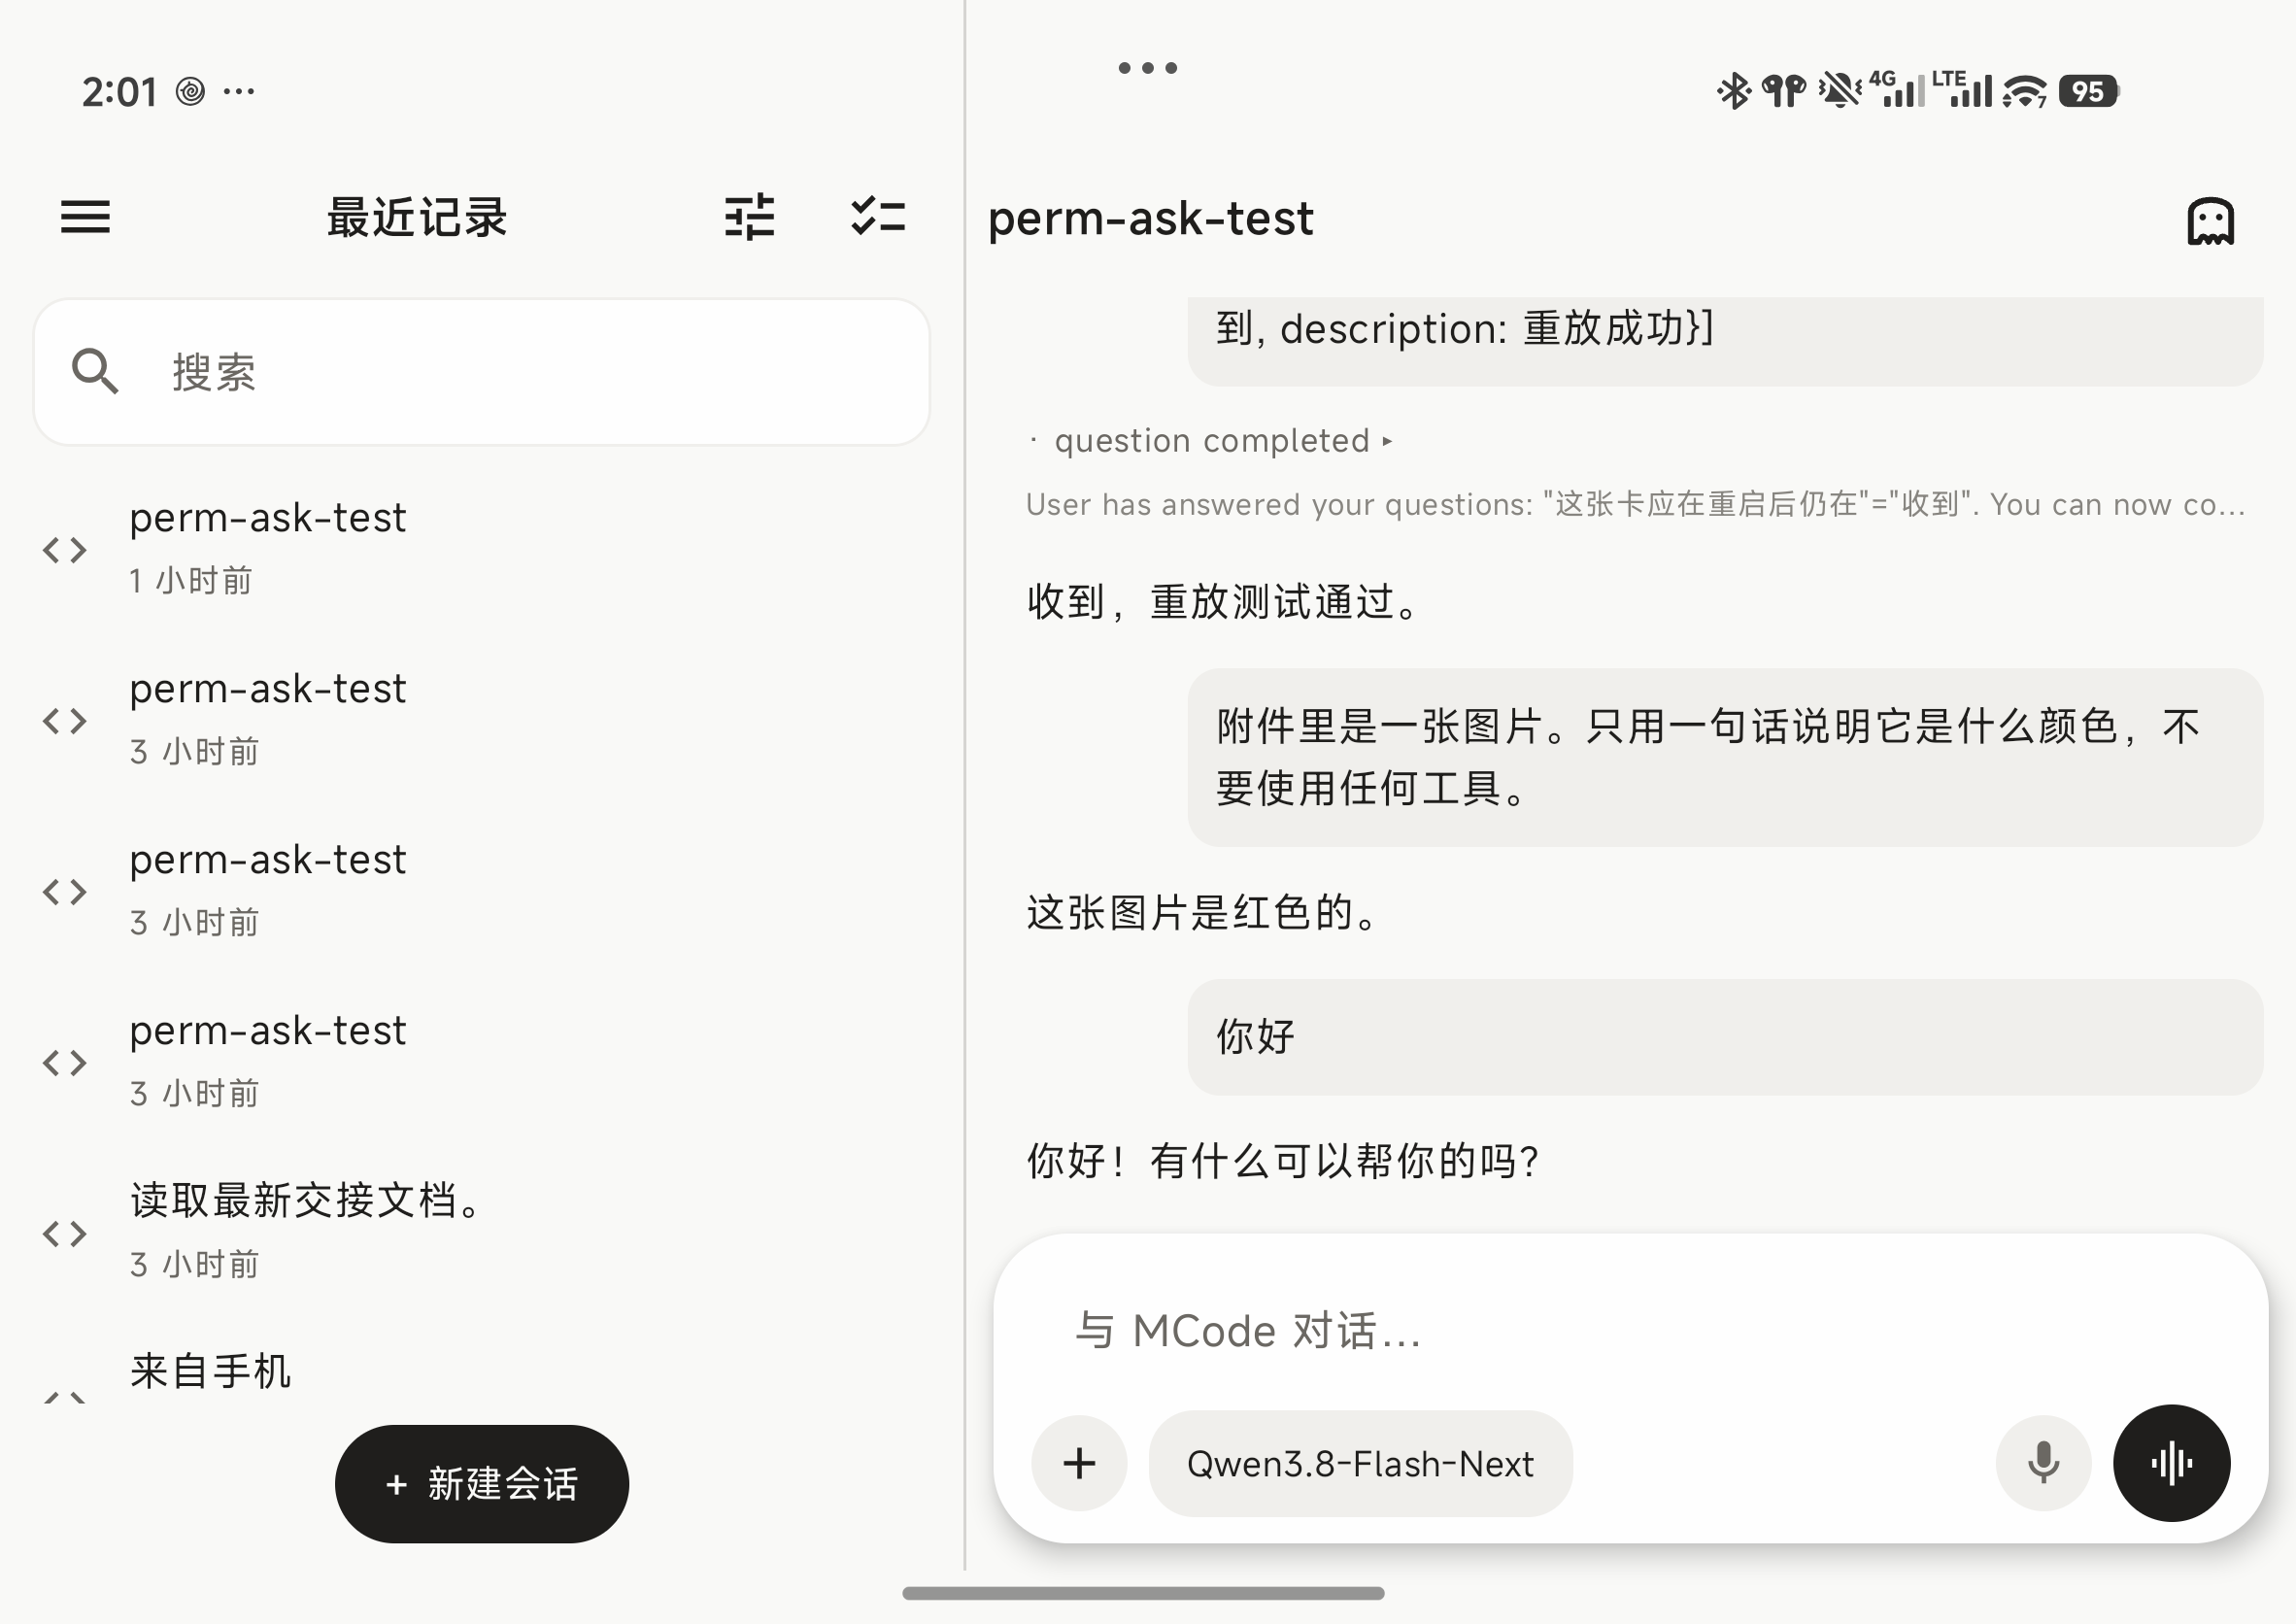 2:01
4G LTE 7 95
最近记录
搜索
perm-ask-test
1 小时前
perm-ask-test
3 小时前
perm-ask-test
3 小时前
perm-ask-test
3 小时前
读取最新交接文档。
3 小时前
来自手机
+ 新建会话
perm-ask-test
到, description: 重放成功}]
· question completed ▸
User has answered your questions: "这张卡应在重启后仍在"="收到". You can now co...
收到，重放测试通过。
附件里是一张图片。只用一句话说明它是什么颜色，不
要使用任何工具。
这张图片是红色的。
你好
你好！有什么可以帮你的吗？
与 MCode 对话...
Qwen3.8-Flash-Next